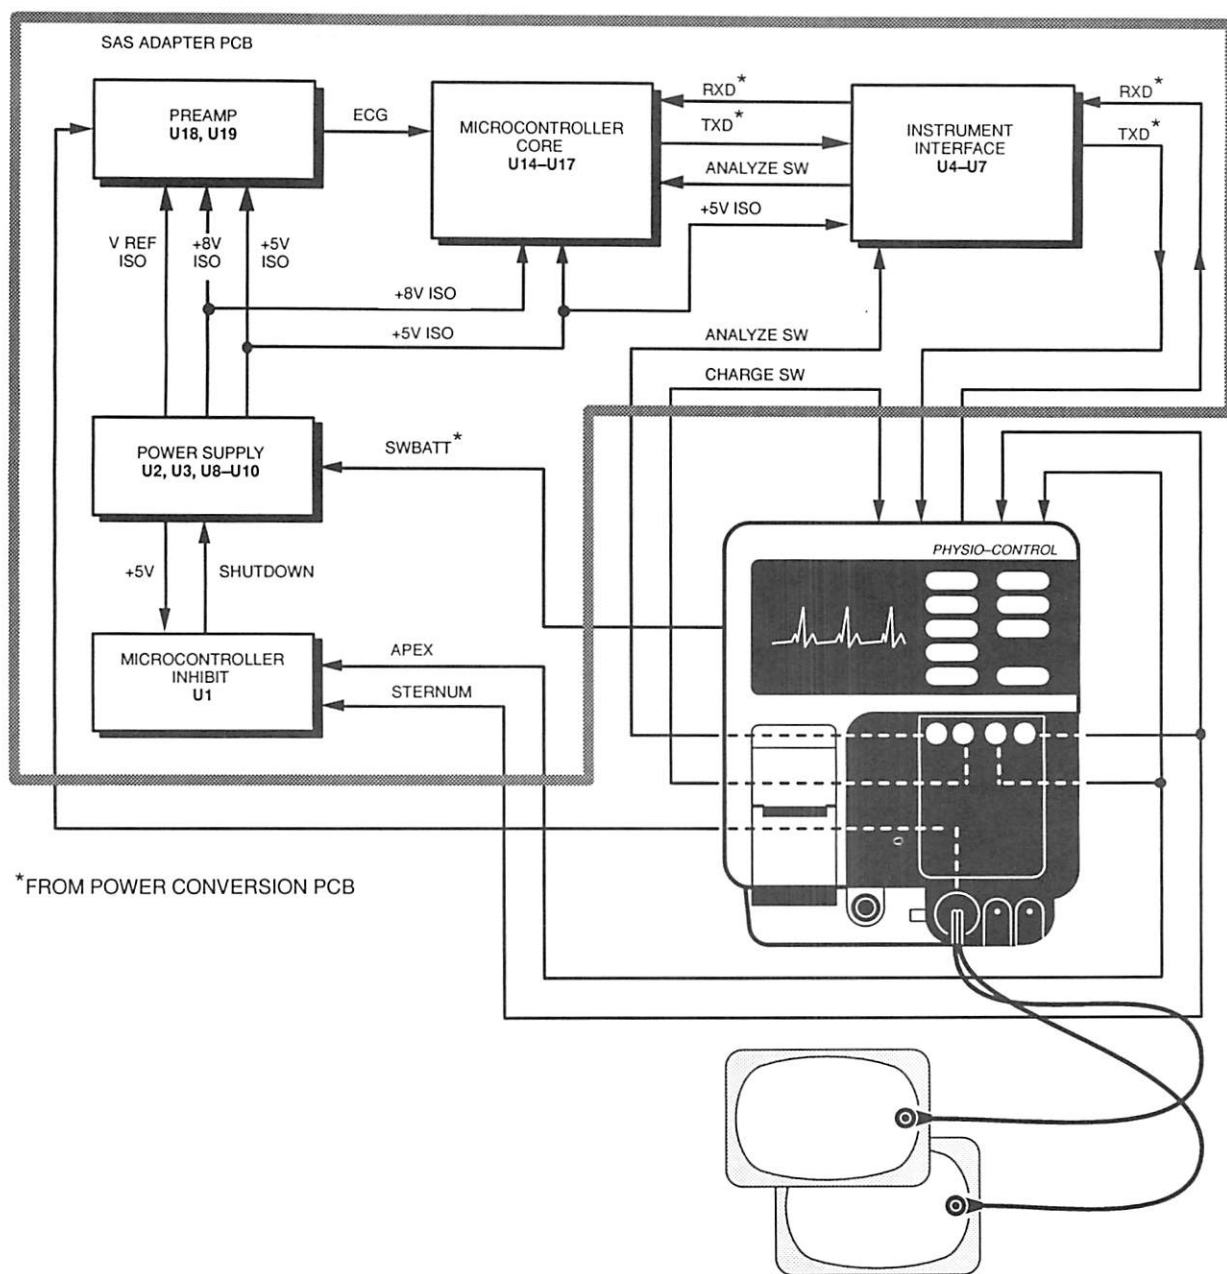 SAS ADAPTER PCB
PREAMP
U18, U19
ECG
MICROCONTROLLER
CORE
U14–U17
RXD*
TXD*
ANALYZE SW
+5V ISO
INSTRUMENT
INTERFACE
U4–U7
RXD*
TXD*
V REF
ISO
+8V
ISO
+5V
ISO
+8V ISO
+5V ISO
ANALYZE SW
CHARGE SW
POWER SUPPLY
U2, U3, U8–U10
SWBATT*
+5V
SHUTDOWN
PHYSIO–CONTROL
MICROCONTROLLER
INHIBIT
U1
APEX
STERNUM
*FROM POWER CONVERSION PCB